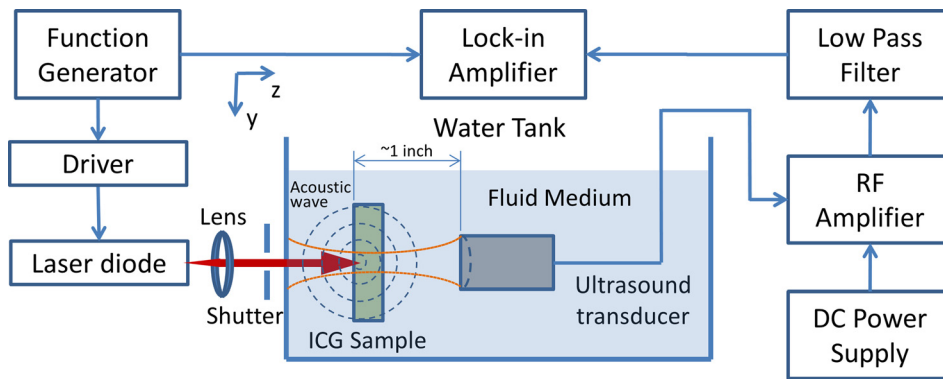 Function
Generator
Lock-in
Amplifier
Low Pass
Filter
z
y
Water Tank
~1 inch
Driver
Acoustic
wave
Fluid Medium
RF
Amplifier
Lens
Laser diode
Shutter
ICG Sample
Ultrasound
transducer
DC Power
Supply